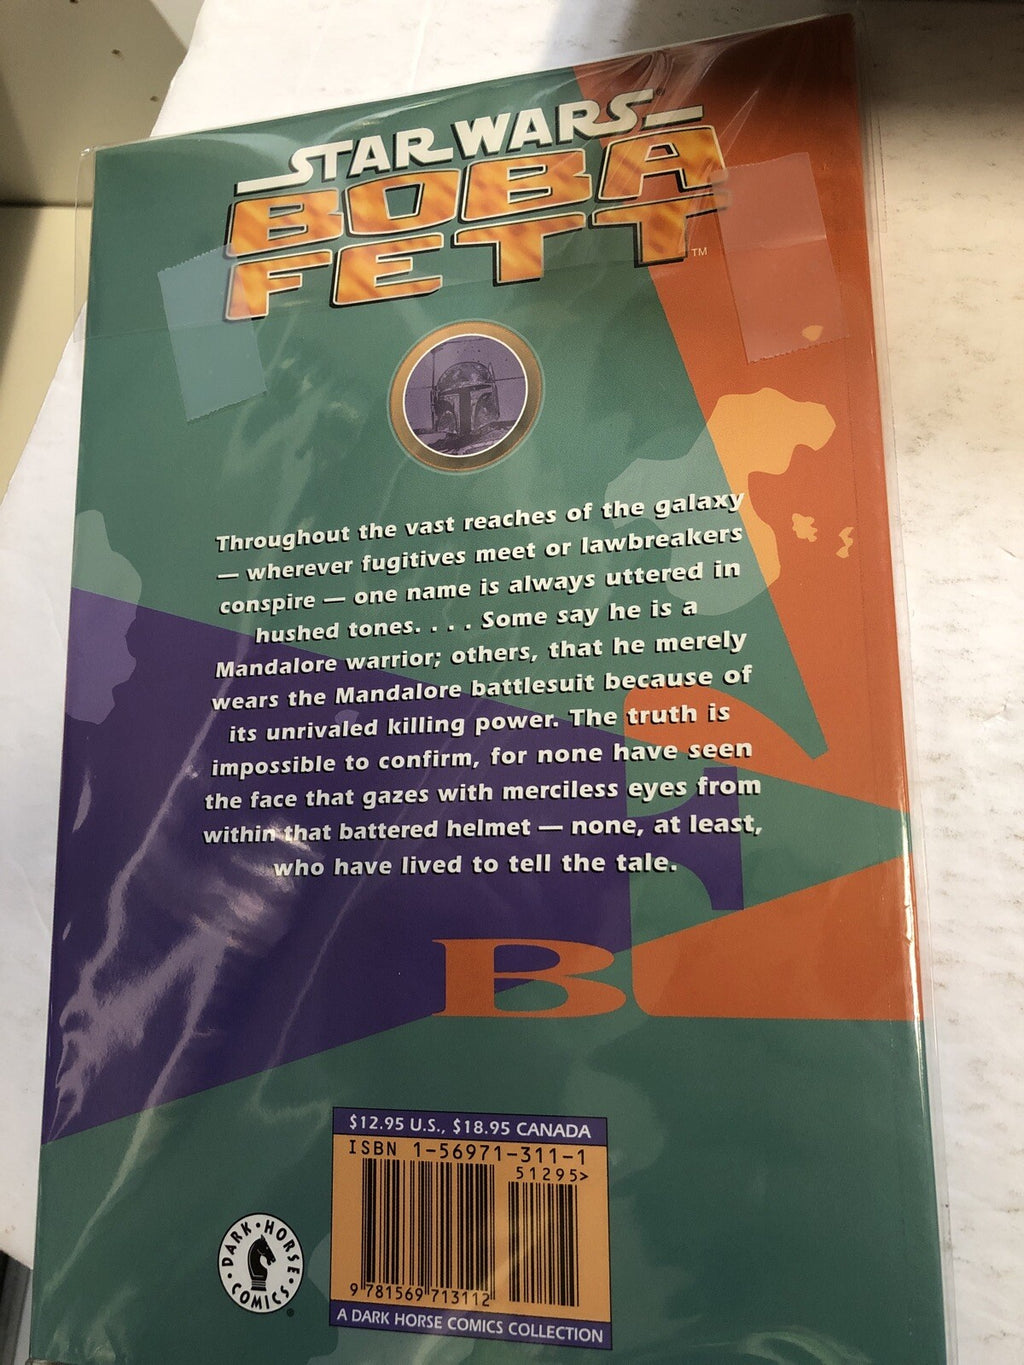 STAR WARS
BOBA
FETT
TM
Throughout the vast reaches of the galaxy
— wherever fugitives meet or lawbreakers
conspire — one name is always uttered in
hushed tones. . . . Some say he is a
Mandalore warrior; others, that he merely
wears the Mandalore battlesuit because of
its unrivaled killing power. The truth is
impossible to confirm, for none have seen
the face that gazes with merciless eyes from
within that battered helmet — none, at least,
who have lived to tell the tale.
B
$12.95 U.S., $18.95 CANADA
ISBN 1-56971-311-1
51295>
9 781569 713112
A DARK HORSE COMICS COLLECTION
DARK • HORSE • COMICS •
®